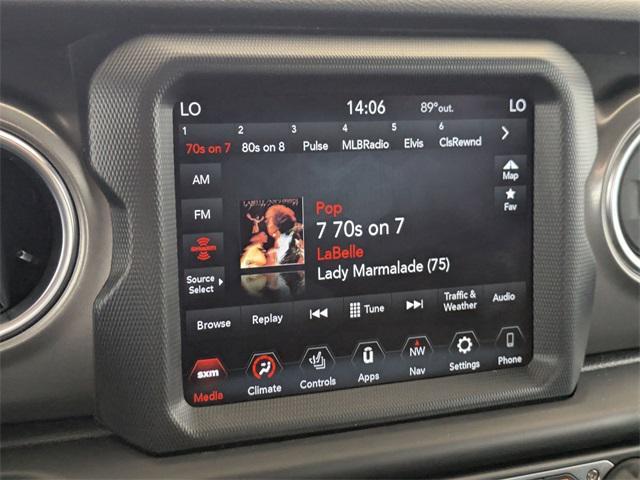 LO 14:06 89°out. LO
1 2 3 4 5 6
70s on 7 80s on 8 Pulse MLBRadio Elvis ClsRewnd
AM
Map
FM
Fav
Pop
7 70s on 7
LaBelle
Lady Marmalade (75)
SiriusXM
Source
Select
Browse Replay Tune Traffic & Weather Audio
sxm NW
Media Climate Controls Apps Nav Settings Phone